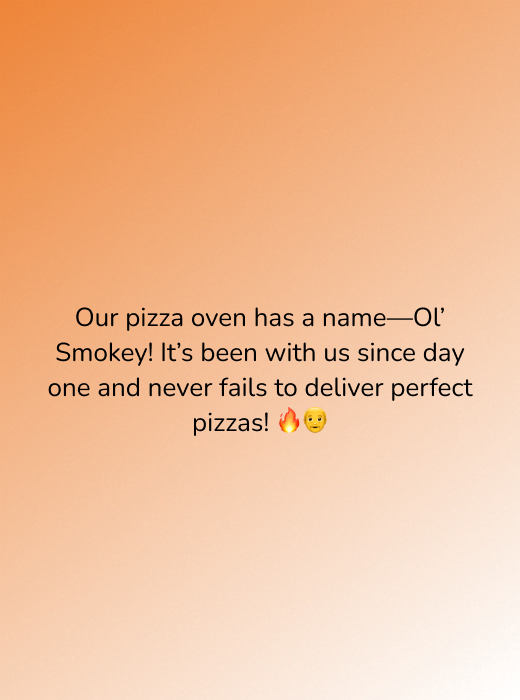 Our pizza oven has a name—Ol’
Smokey! It’s been with us since day
one and never fails to deliver perfect
pizzas! 🔥👨